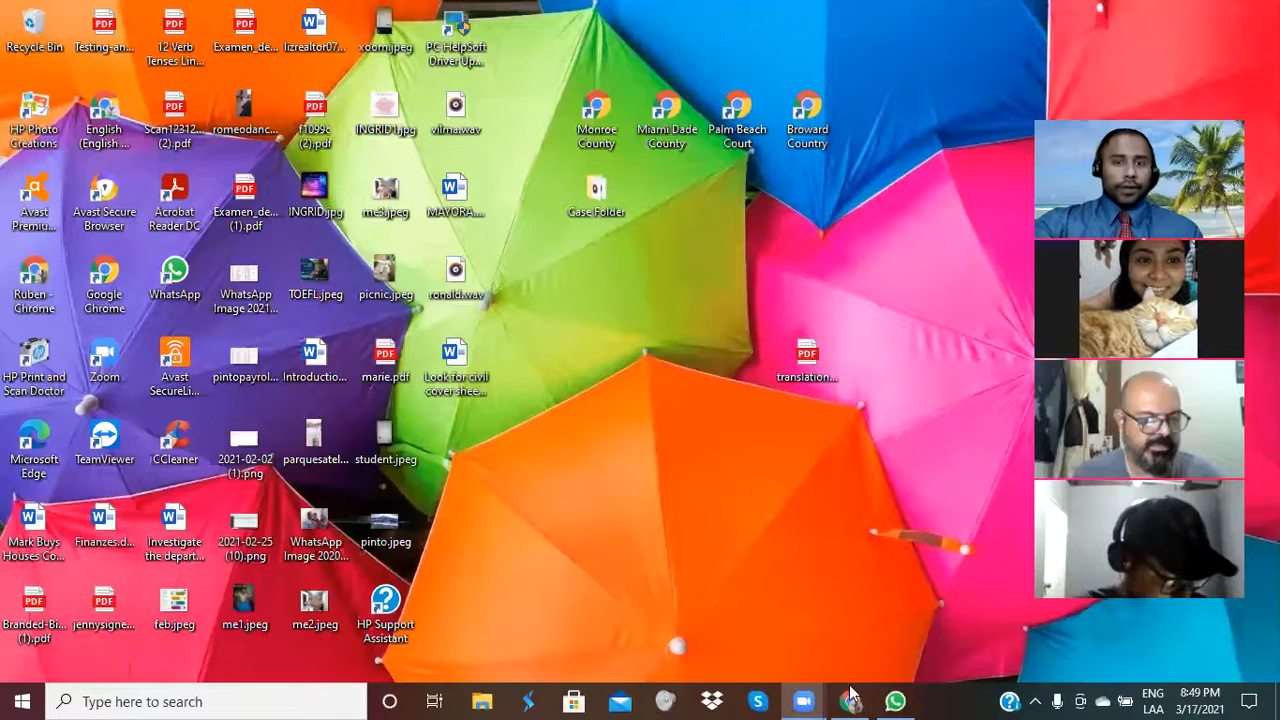 Recycle Bin
Testing-an...
12 Verb
Tenses Lin...
Examen_de...
lizrealtor07...
xoom.jpeg
PC HelpSoft
Driver Up...
HP Photo
Creations
English
(English ...
Scan12312...
(2).pdf
romeodanc...
f1099c
(2).pdf
INGRID1.jpg
vilma.wav
Monroe
County
Miami Dade
County
Palm Beach
Court
Broward
Country
Avast
Premiu...
Avast Secure
Browser
Acrobat
Reader DC
Examen_de...
(1).pdf
INGRID.jpg
me3.jpeg
MAYORA....
Case Folder
Ruben -
Chrome
Google
Chrome
WhatsApp
WhatsApp
Image 2021...
TOEFL.jpeg
picnic.jpeg
ronald.wav
HP Print and
Scan Doctor
Zoom
Avast
SecureLi...
pintopayrol...
Introduction...
marie.pdf
Look for civil
cover shee...
translation...
Microsoft
Edge
TeamViewer
CCleaner
2021-02-02
(1).png
parquesatel...
student.jpeg
Mark Buys
Houses Co...
Finanzes.d...
Investigate
the depart...
2021-02-25
(10).png
WhatsApp
Image 2020...
pinto.jpeg
Branded-Bi...
(1).pdf
jennysigne...
feb.jpeg
me1.jpeg
me2.jpeg
HP Support
Assistant
Type here to search
ENG
LAA
8:49 PM
3/17/2021